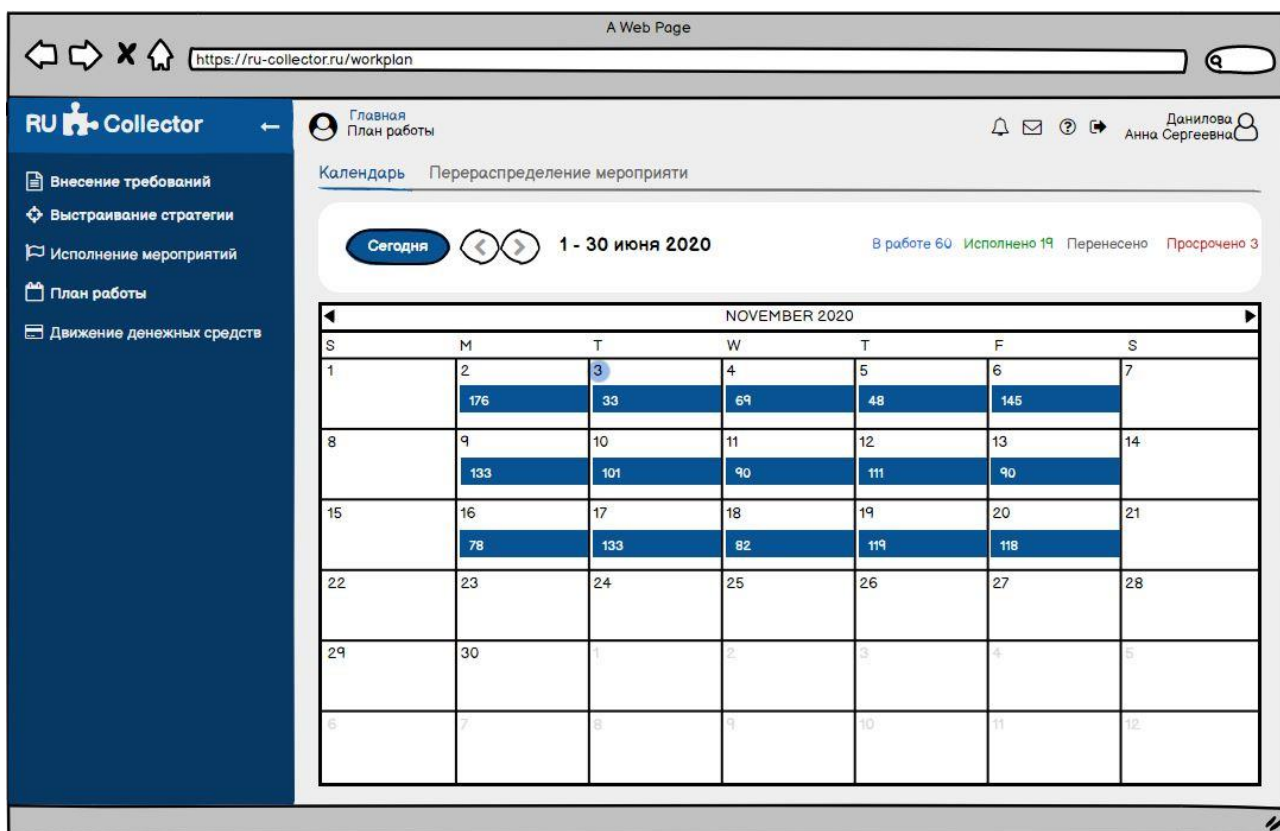 A Web Page
https://ru-collector.ru/workplan
RU Collector
Главная
План работы
Данилова
Анна Сергеевна
Внесение требований
Выстраивание стратегии
Исполнение мероприятий
План работы
Движение денежных средств
Календарь Перераспределение мероприяти
Сегодня 1 - 30 июня 2020 В работе 60 Исполнено 19 Перенесено Просрочено 3
NOVEMBER 2020
S M T W T F S
1 2 3 4 5 6 7
176 33 69 48 145
8 9 10 11 12 13 14
133 101 90 111 90
15 16 17 18 19 20 21
78 133 82 119 118
22 23 24 25 26 27 28
29 30 1 2 3 4 5
6 7 8 9 10 11 12